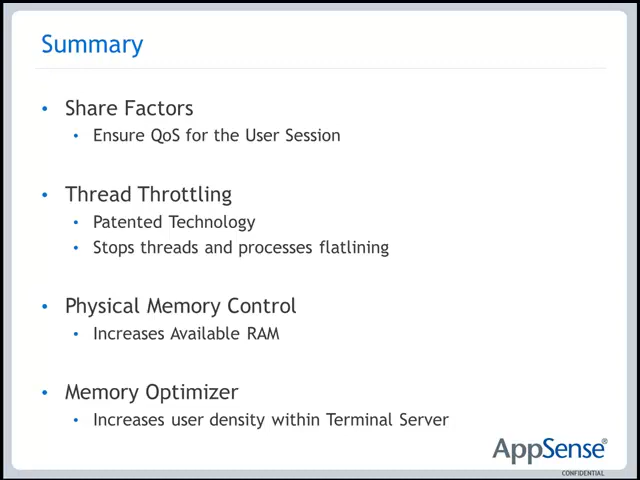 Summary
• Share Factors
• Ensure QoS for the User Session
• Thread Throttling
• Patented Technology
• Stops threads and processes flatlining
• Physical Memory Control
• Increases Available RAM
• Memory Optimizer
• Increases user density within Terminal Server
AppSense®
CONFIDENTIAL